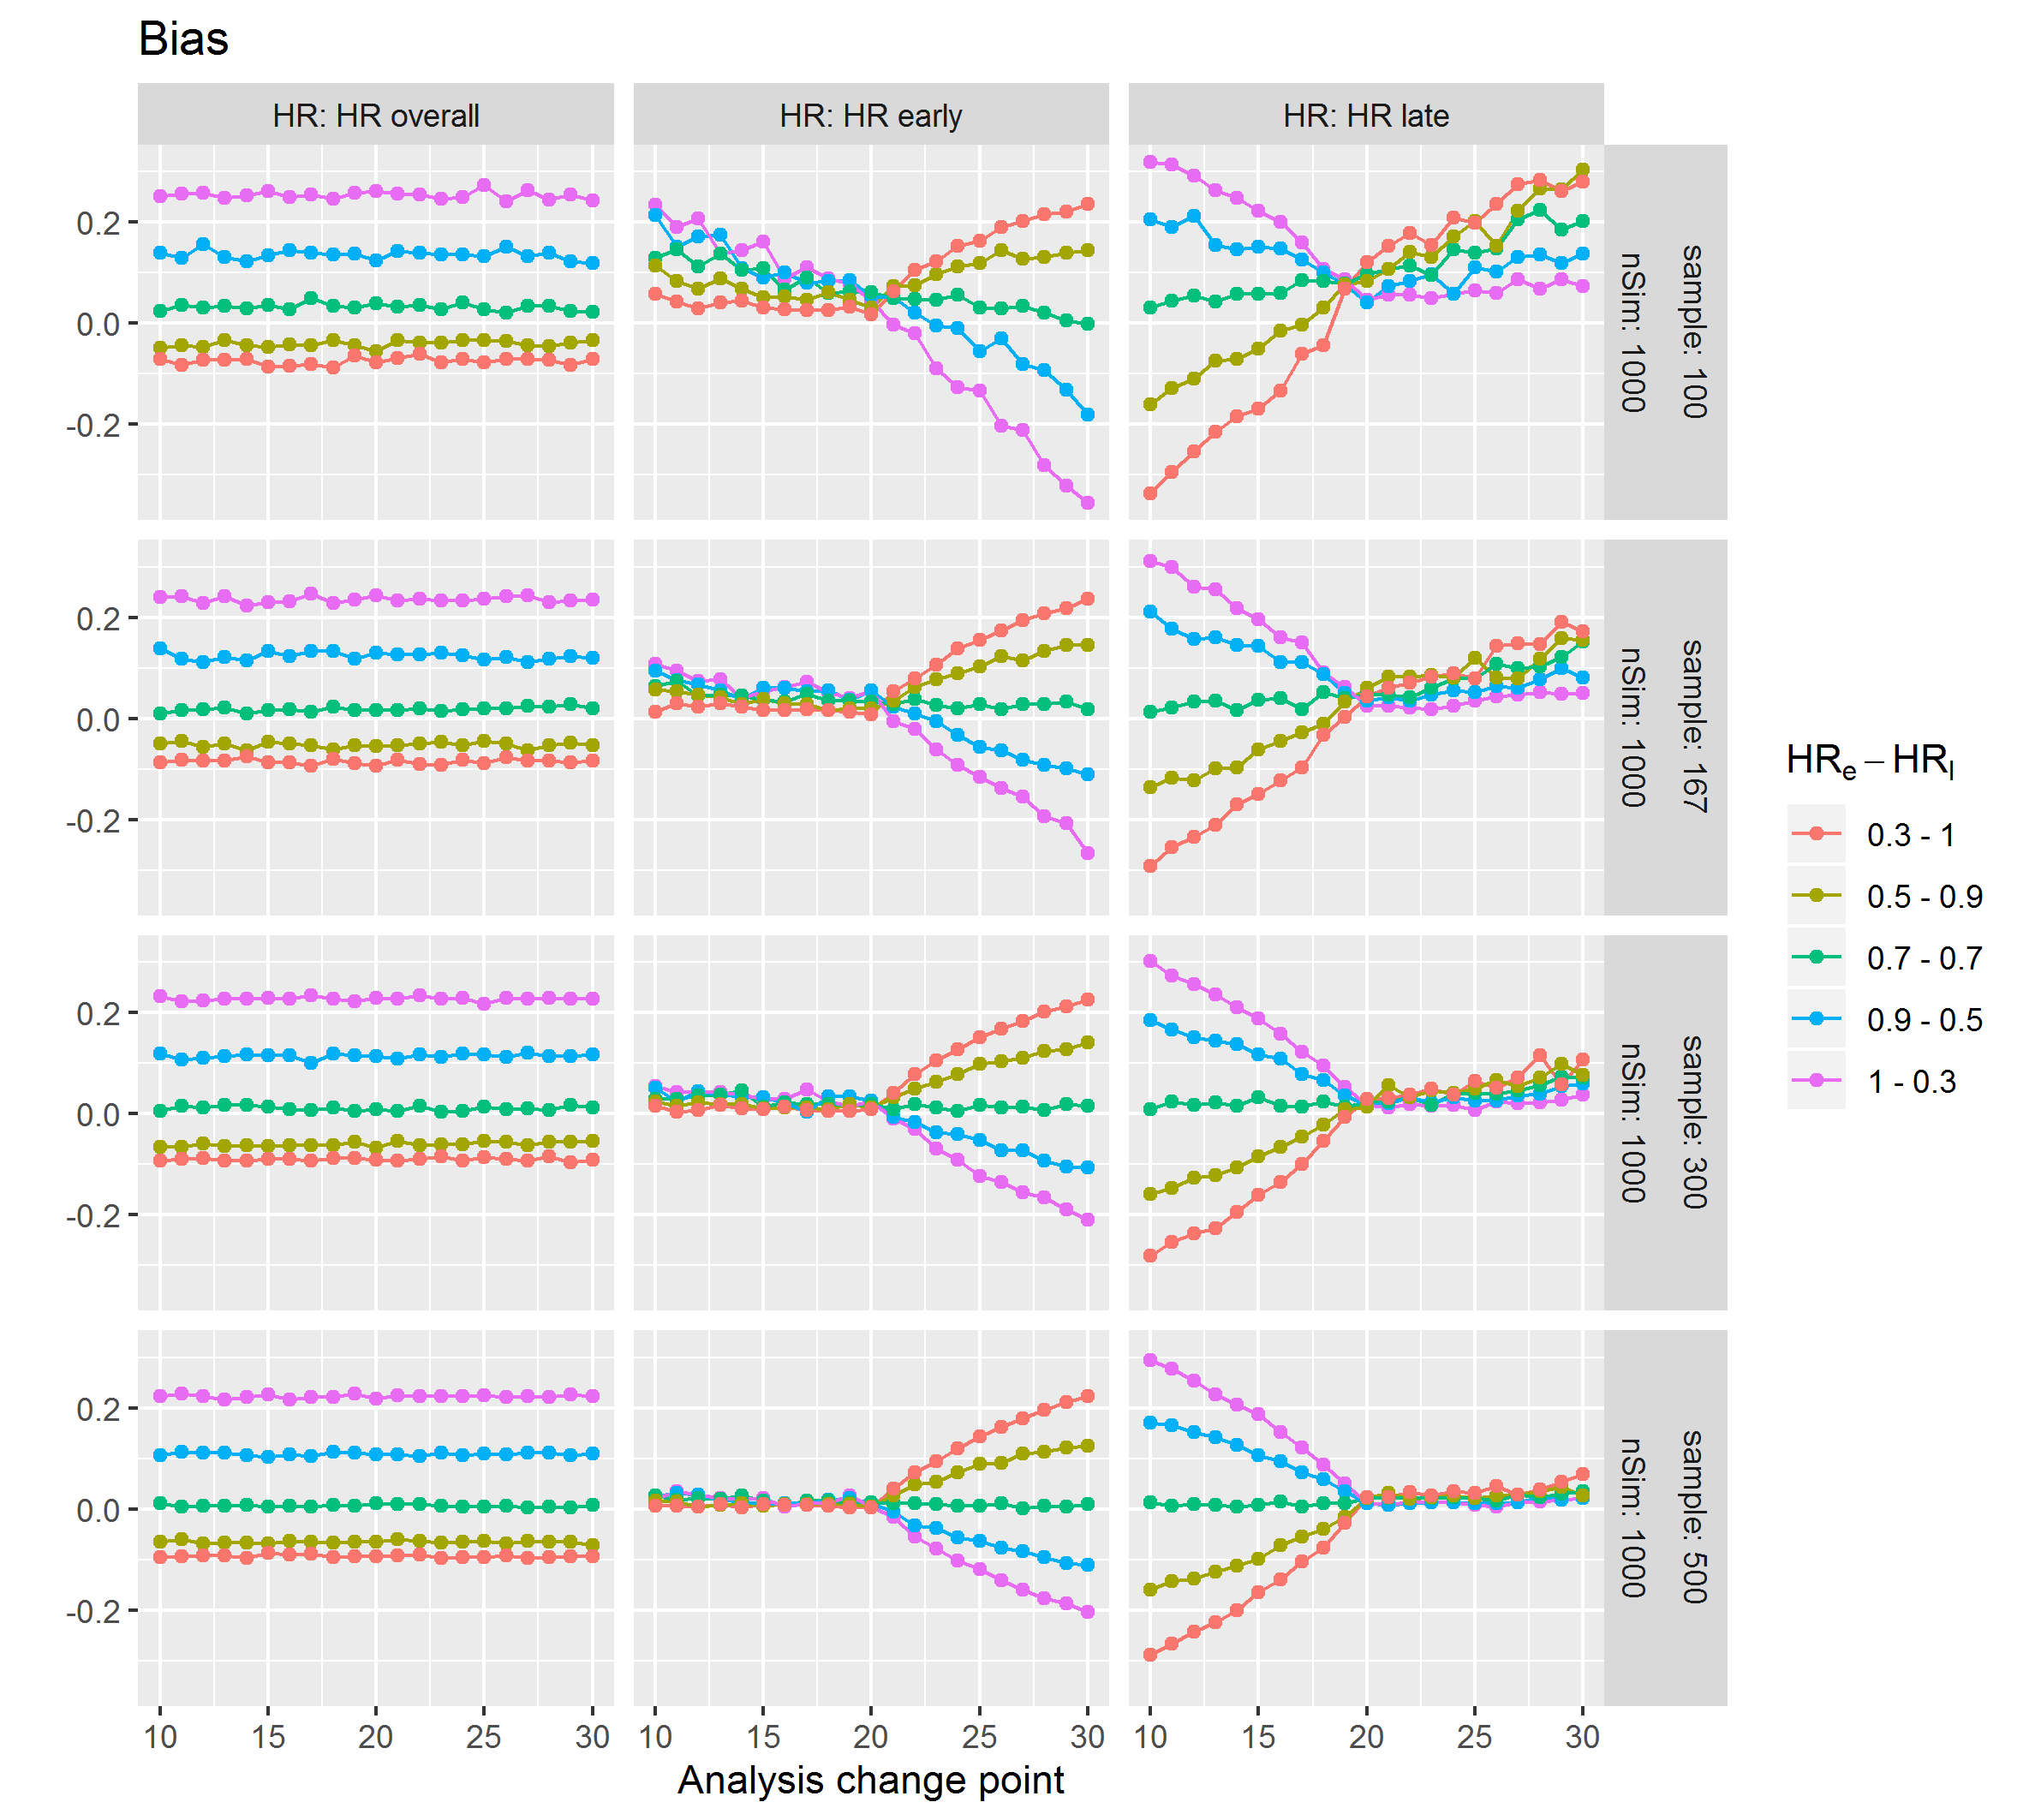 Bias
HR: HR overall
HR: HR early
HR: HR late
0.2
0.0
-0.2
sample: 100
nSim: 1000
0.2
0.0
-0.2
sample: 167
nSim: 1000
0.2
0.0
-0.2
sample: 300
nSim: 1000
0.2
0.0
-0.2
sample: 500
nSim: 1000
10 15 20 25 30
10 15 20 25 30
10 15 20 25 30
Analysis change point
HRe – HRl
0.3 - 1
0.5 - 0.9
0.7 - 0.7
0.9 - 0.5
1 - 0.3